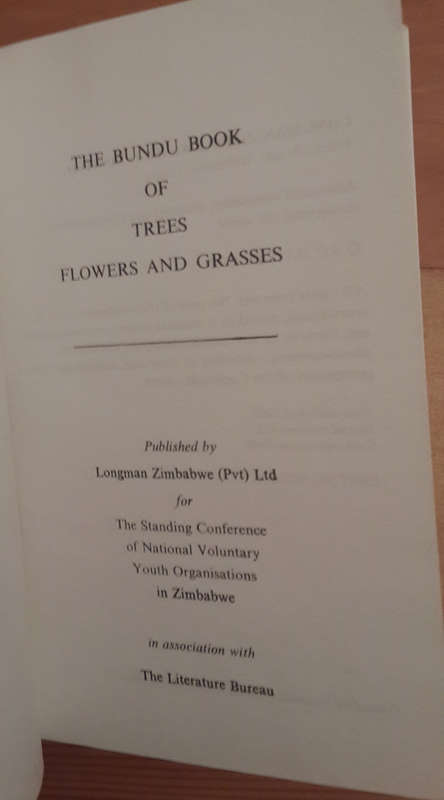 THE BUNDU BOOK
OF
TREES
FLOWERS AND GRASSES
Published by
Longman Zimbabwe (Pvt) Ltd
for
The Standing Conference
of National Voluntary
Youth Organisations
in Zimbabwe
in association with
The Literature Bureau